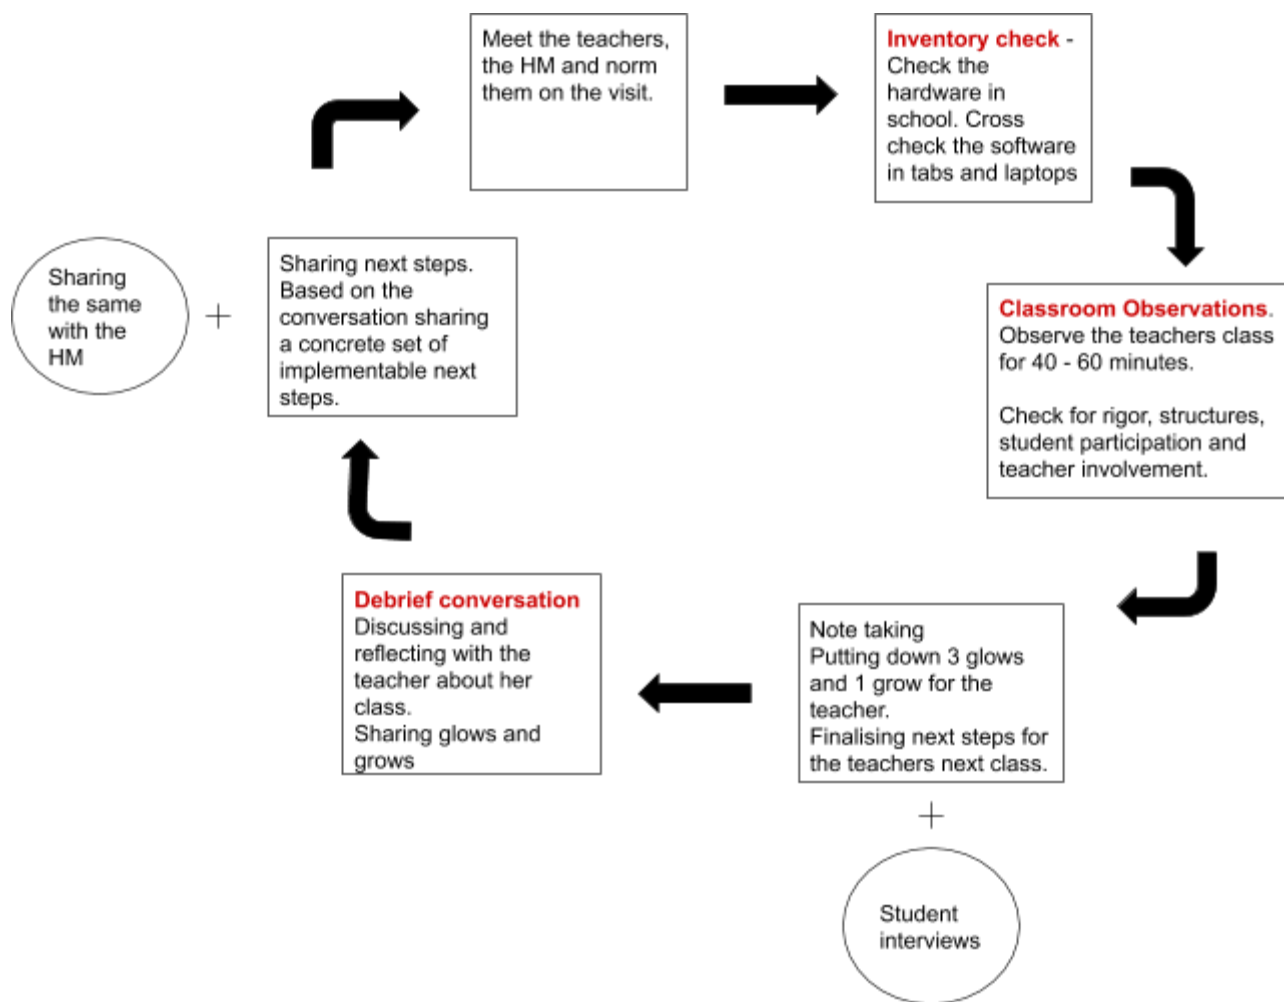 Meet the teachers,
the HM and norm
them on the visit.
Inventory check -
Check the
hardware in
school. Cross
check the software
in tabs and laptops
Classroom Observations.
Observe the teachers class
for 40 - 60 minutes.
Check for rigor, structures,
student participation and
teacher involvement.
Note taking
Putting down 3 glows
and 1 grow for the
teacher.
Finalising next steps for
the teachers next class.
+
Student
interviews
Debrief conversation
Discussing and
reflecting with the
teacher about her
class.
Sharing glows and
grows
Sharing next steps.
Based on the
conversation sharing
a concrete set of
implementable next
steps.
+
Sharing
the same
with the
HM